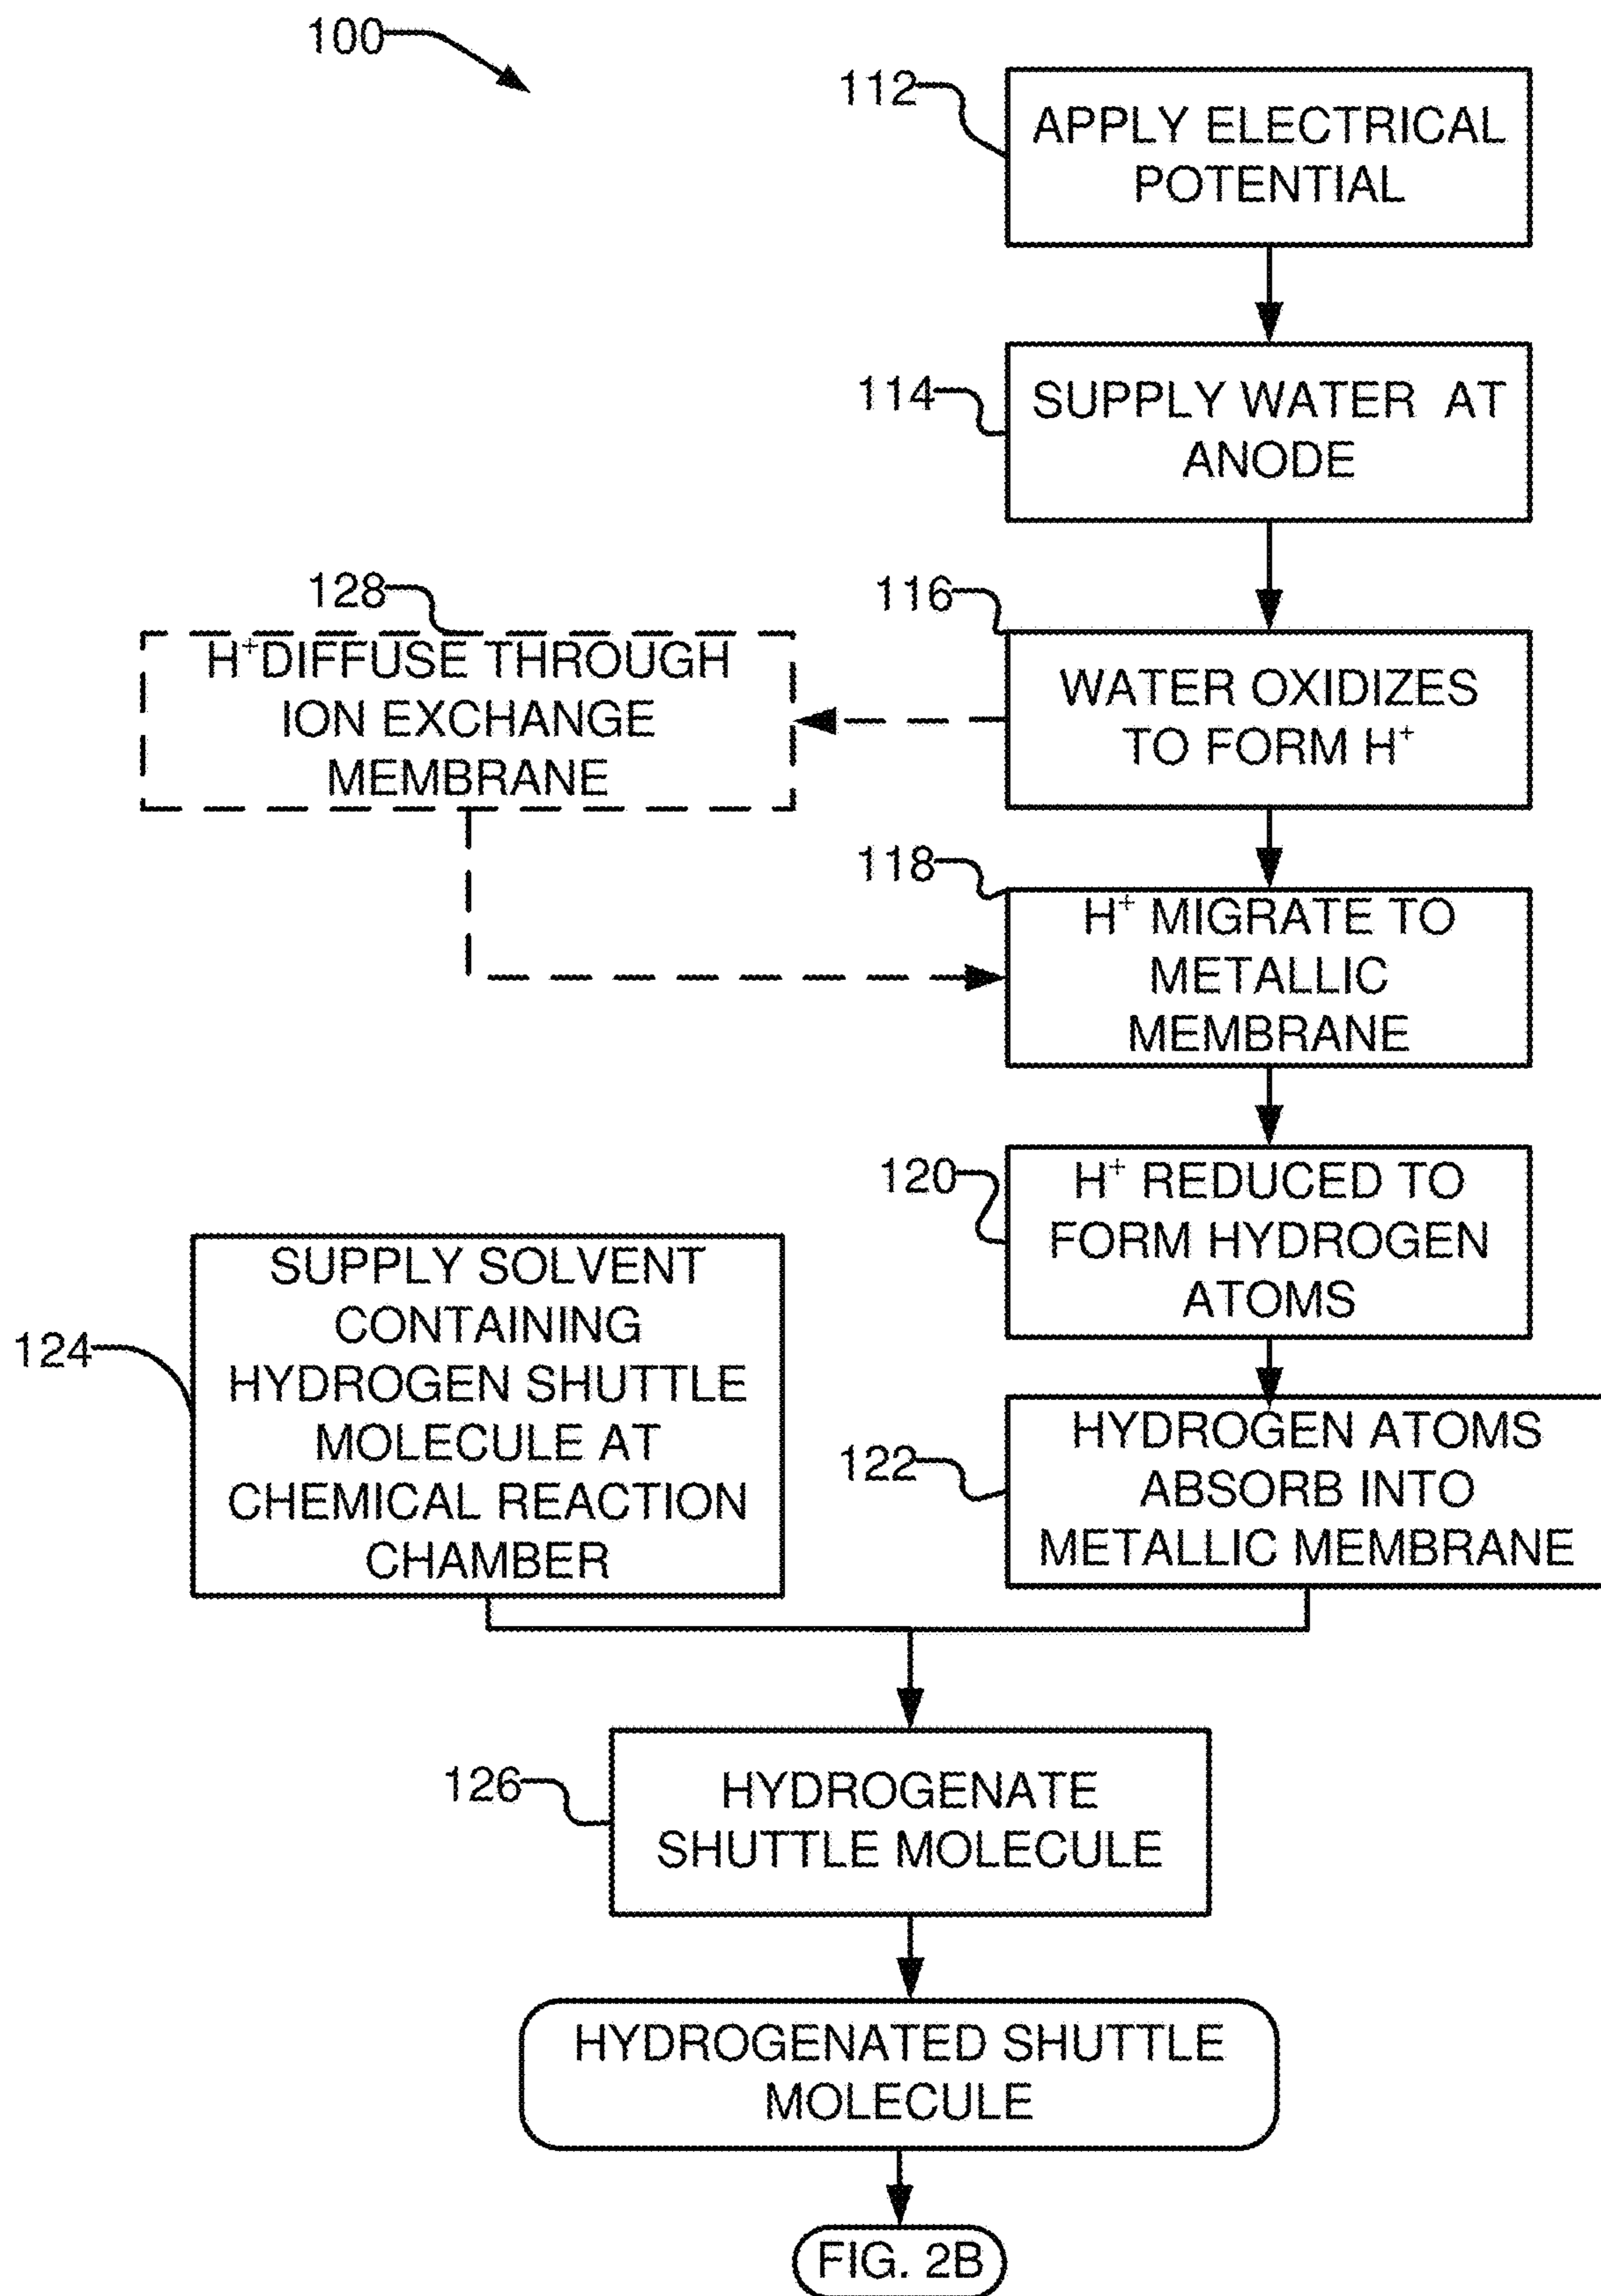 100
112
APPLY ELECTRICAL
POTENTIAL
114
SUPPLY WATER AT
ANODE
128
H⁺DIFFUSE THROUGH
ION EXCHANGE
MEMBRANE
116
WATER OXIDIZES
TO FORM H⁺
118
H⁺ MIGRATE TO
METALLIC
MEMBRANE
120
H⁺ REDUCED TO
FORM HYDROGEN
ATOMS
124
SUPPLY SOLVENT
CONTAINING
HYDROGEN SHUTTLE
MOLECULE AT
CHEMICAL REACTION
CHAMBER
122
HYDROGEN ATOMS
ABSORB INTO
METALLIC MEMBRANE
126
HYDROGENATE
SHUTTLE MOLECULE
HYDROGENATED SHUTTLE
MOLECULE
FIG. 2B